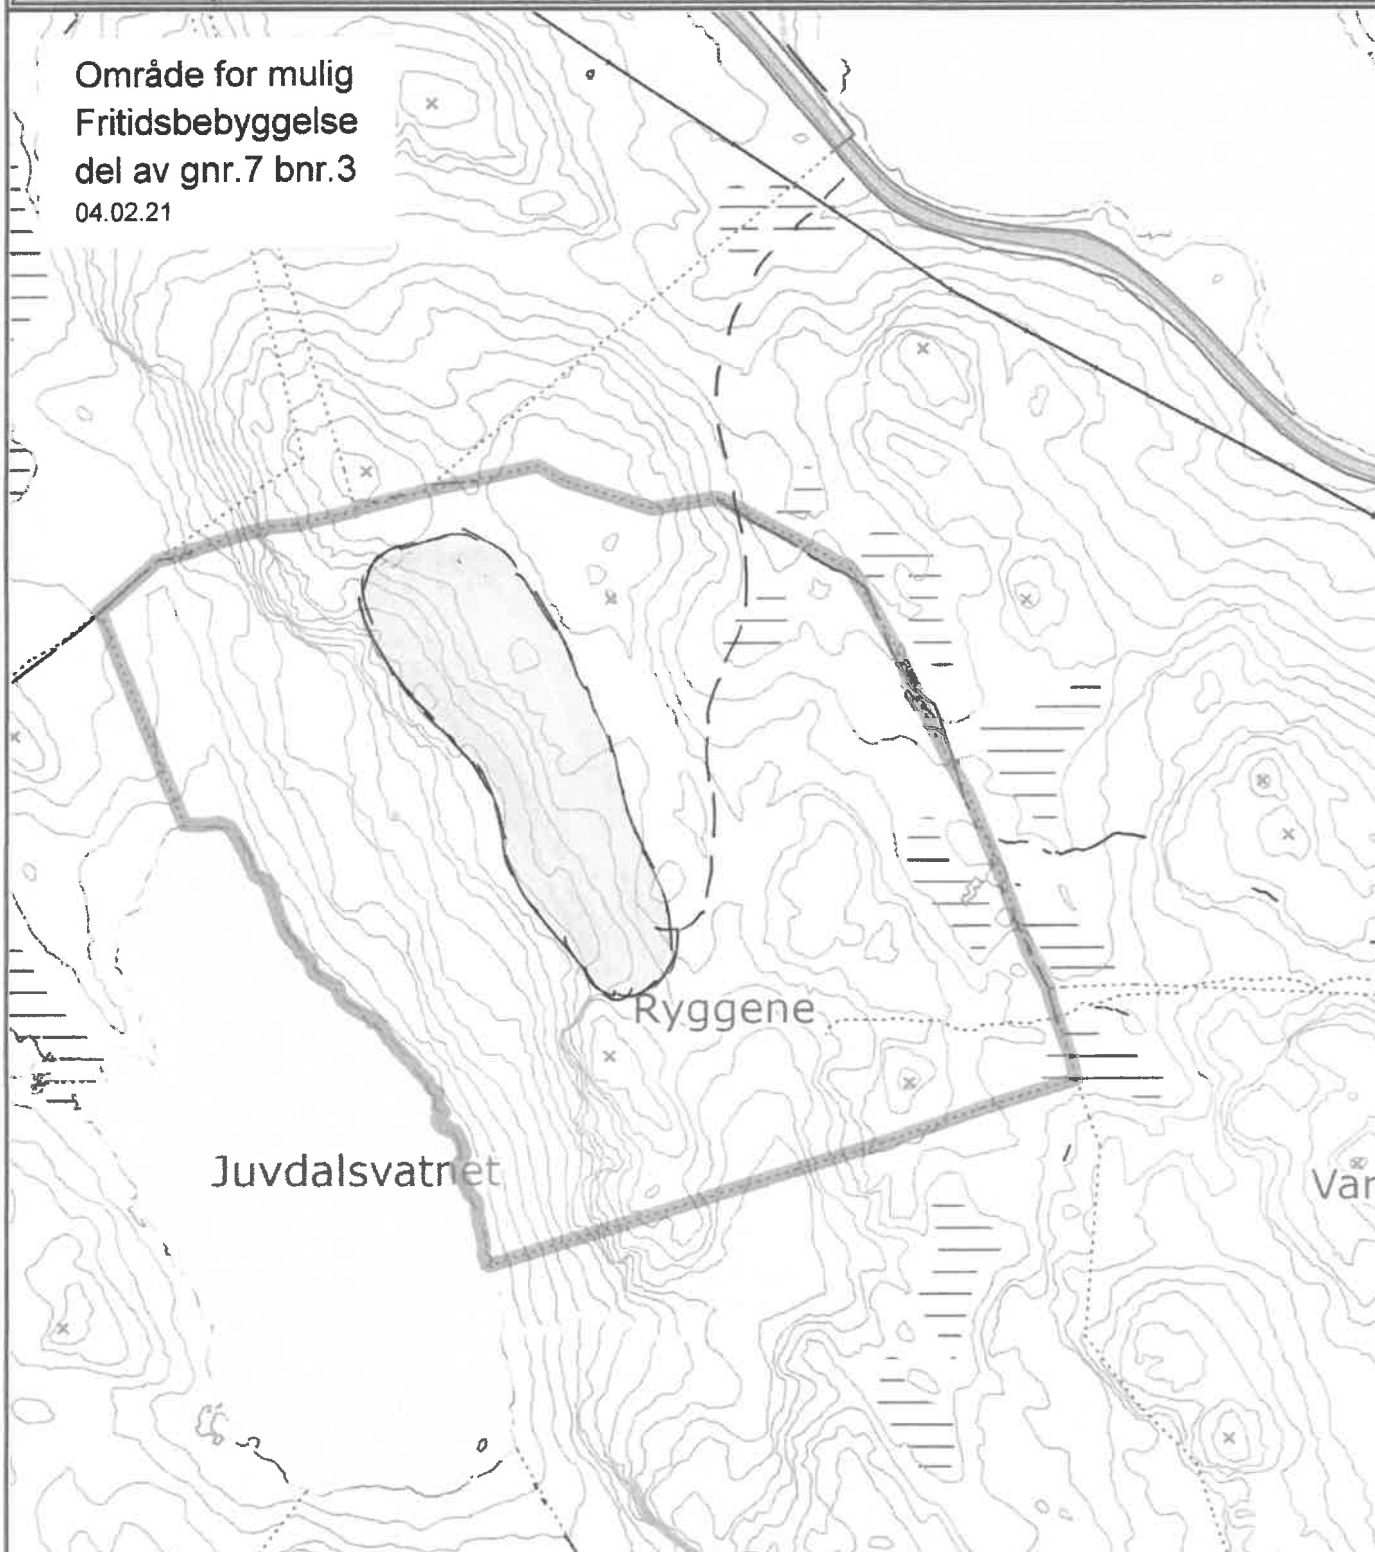 Område for mulig
Fritidsbebyggelse
del av gnr.7 bnr.3
04.02.21
Ryggene
Juvdalsvatnet